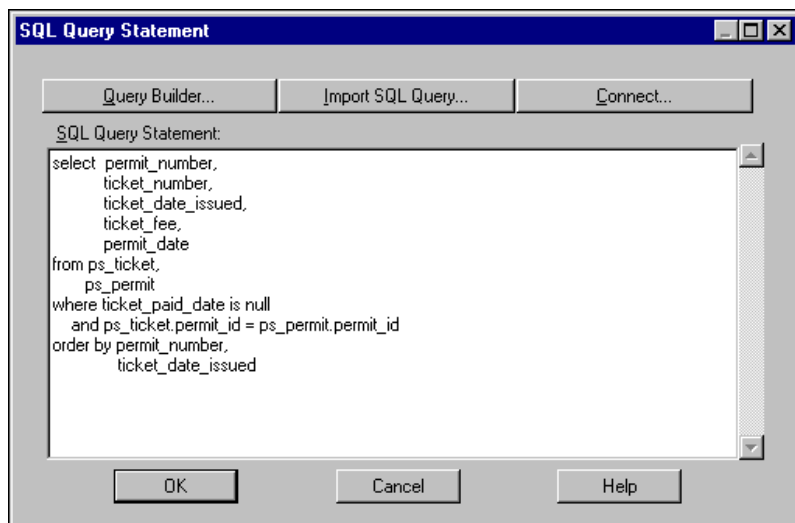 SQL Query Statement
Query Builder... Import SQL Query... Connect...
SQL Query Statement:
select permit_number,
ticket_number,
ticket_date_issued,
ticket_fee,
permit_date
from ps_ticket,
ps_permit
where ticket_paid_date is null
and ps_ticket.permit_id = ps_permit.permit_id
order by permit_number,
ticket_date_issued
OK Cancel Help